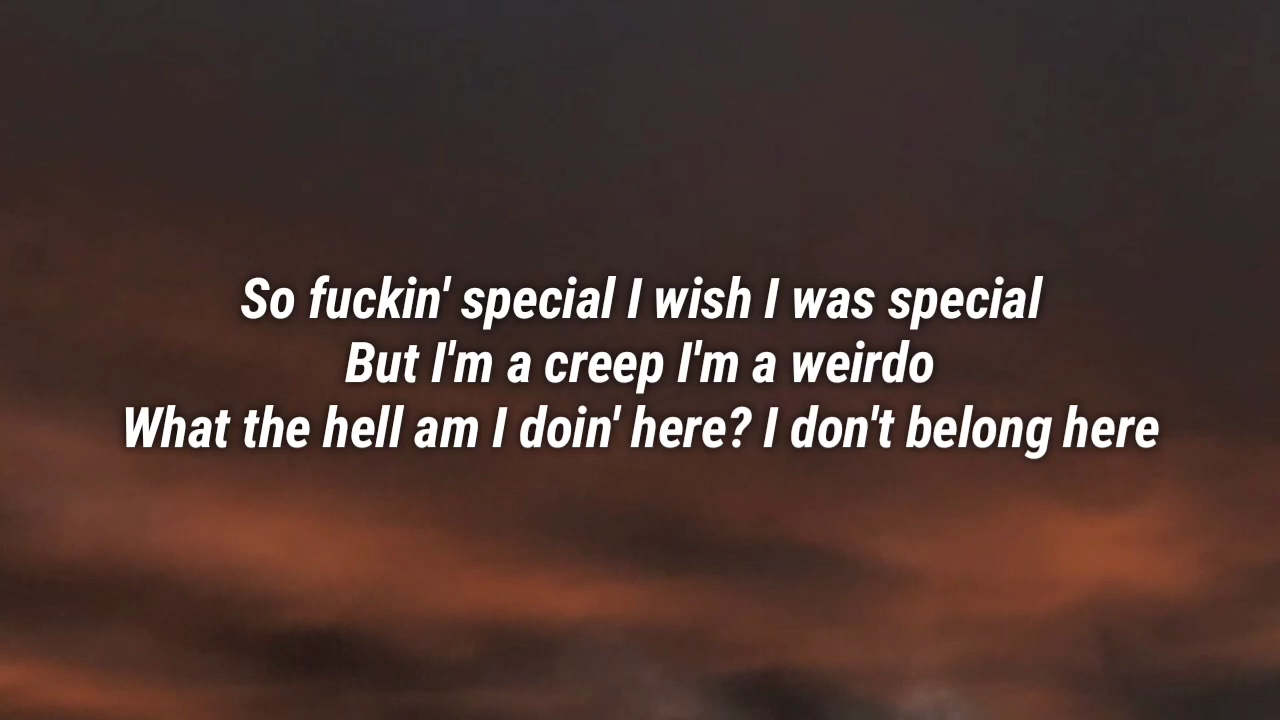 So fuckin' special I wish I was special
But I'm a creep I'm a weirdo
What the hell am I doin' here? I don't belong here